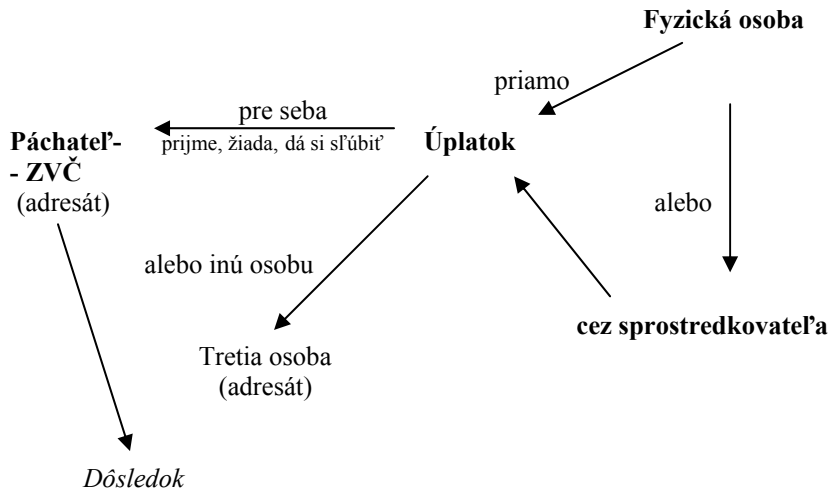 Fyzická osoba
priamo
pre seba
prijme, žiada, dá si sľúbiť
Páchateľ-
- ZVČ
(adresát)
Úplatok
alebo
alebo inú osobu
cez sprostredkovateľa
Tretia osoba
(adresát)
Dôsledok